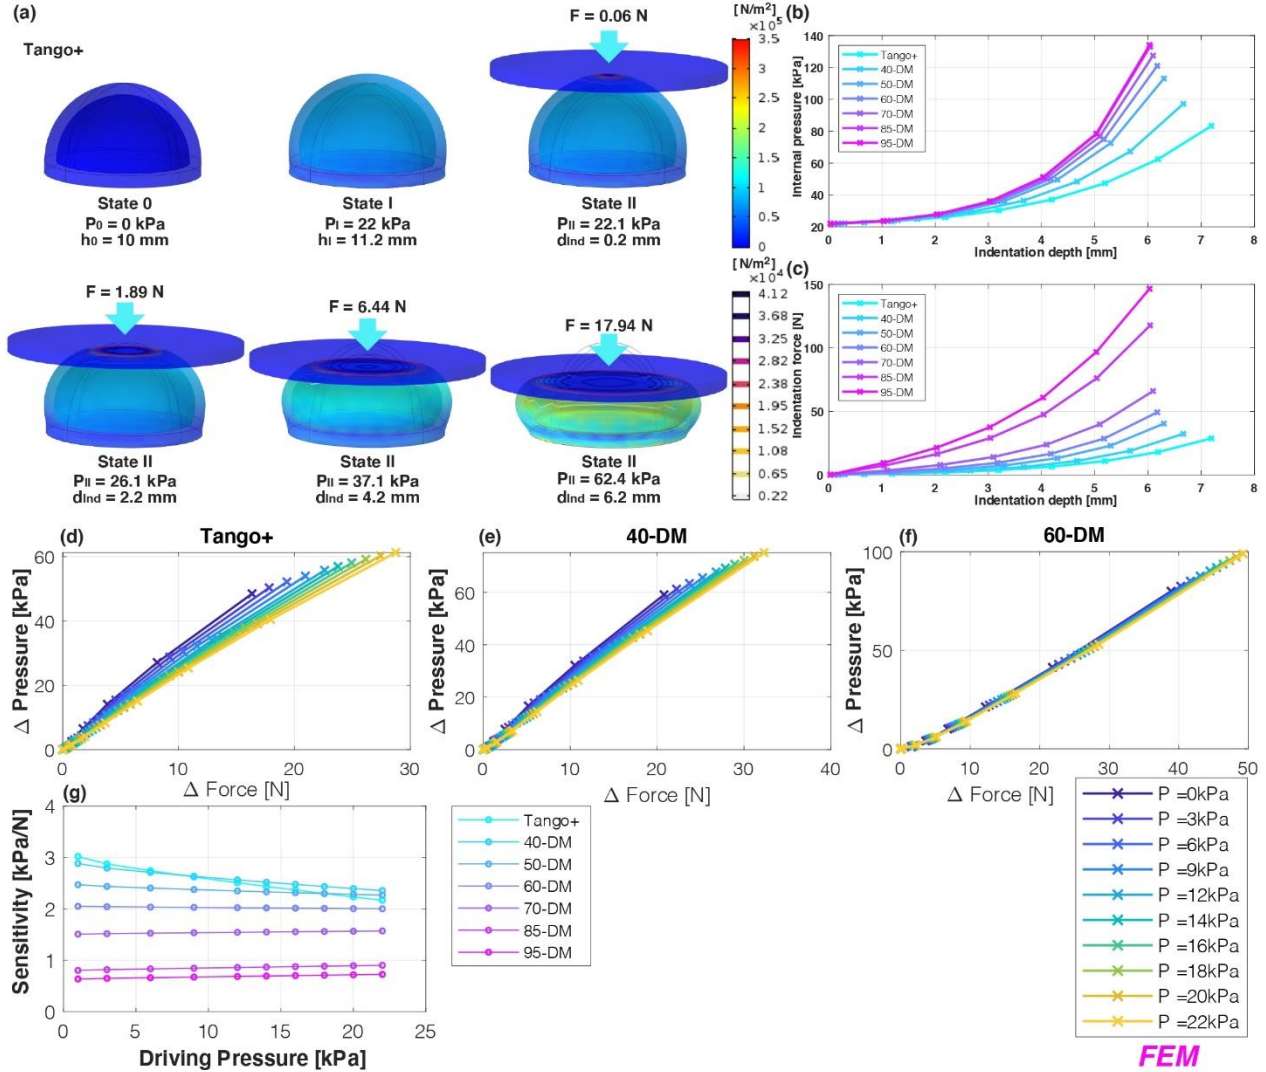 (a)
Tango+
F = 0.06 N
[N/m²]
×10⁵
3.5
3
2.5
2
1.5
1
0.5
0
State 0
P₀ = 0 kPa
h₀ = 10 mm
State I
Pᵢ = 22 kPa
hᵢ = 11.2 mm
State II
Pᵢᵢ = 22.1 kPa
dInd = 0.2 mm
F = 1.89 N
F = 6.44 N
F = 17.94 N
[N/m²]
×10⁴
4.12
3.68
3.25
2.82
2.38
1.95
1.52
1.08
0.65
0.22
State II
Pᵢᵢ = 26.1 kPa
dInd = 2.2 mm
State II
Pᵢᵢ = 37.1 kPa
dInd = 4.2 mm
State II
Pᵢᵢ = 62.4 kPa
dInd = 6.2 mm
(b)
Internal pressure [kPa]
140
120
100
80
60
40
20
Tango+
40-DM
50-DM
60-DM
70-DM
85-DM
95-DM
0 1 2 3 4 5 6 7 8
Indentation depth [mm]
(c)
Indentation force [N]
150
100
50
0
Tango+
40-DM
50-DM
60-DM
70-DM
85-DM
95-DM
0 1 2 3 4 5 6 7 8
Indentation depth [mm]
(d)
Tango+
Δ Pressure [kPa]
60
40
20
0
0 10 20 30
Δ Force [N]
(e)
40-DM
Δ Pressure [kPa]
60
40
20
0
0 10 20 30 40
Δ Force [N]
(f)
60-DM
Δ Pressure [kPa]
100
50
0
0 10 20 30 40 50
Δ Force [N]
(g)
Sensitivity [kPa/N]
4
3
2
1
0
0 5 10 15 20 25
Driving Pressure [kPa]
Tango+
40-DM
50-DM
60-DM
70-DM
85-DM
95-DM
P =0kPa
P =3kPa
P =6kPa
P =9kPa
P =12kPa
P =14kPa
P =16kPa
P =18kPa
P =20kPa
P =22kPa
FEM